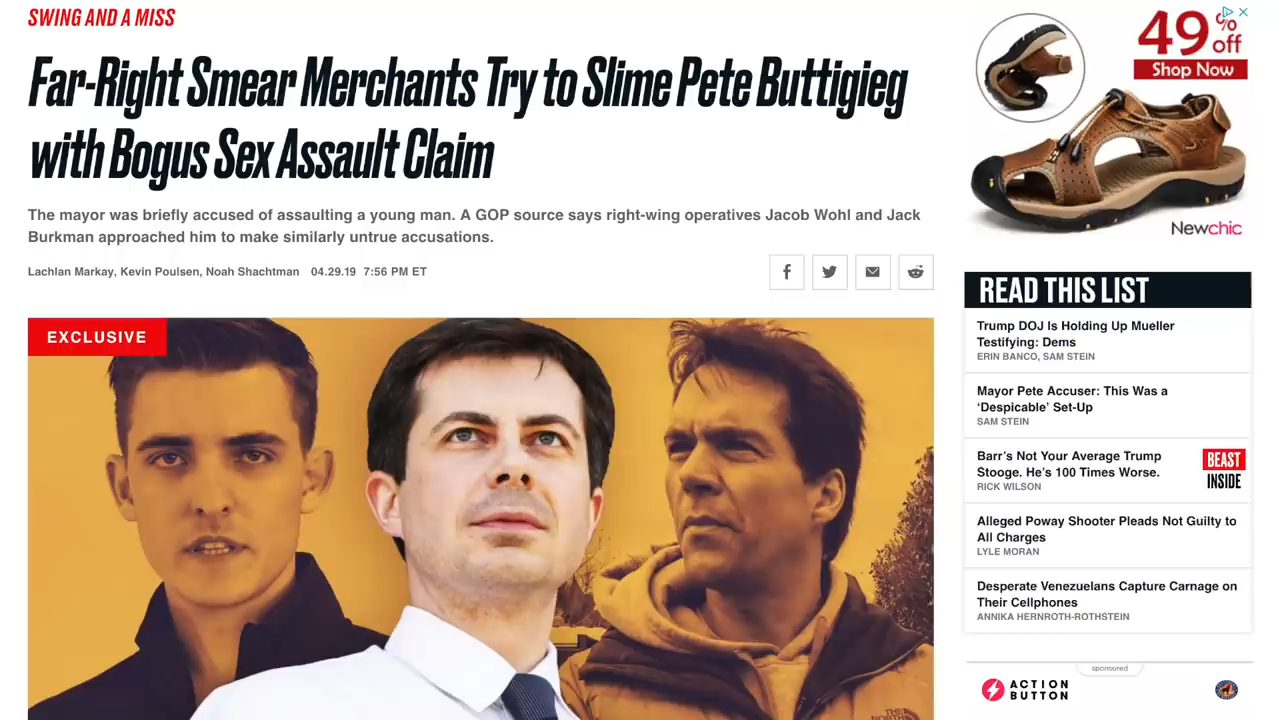 SWING AND A MISS
Far-Right Smear Merchants Try to Slime Pete Buttigieg
with Bogus Sex Assault Claim
The mayor was briefly accused of assaulting a young man. A GOP source says right-wing operatives Jacob Wohl and Jack
Burkman approached him to make similarly untrue accusations.
Lachlan Markay, Kevin Poulsen, Noah Shachtman 04.29.19 7:56 PM ET
EXCLUSIVE
THE
NORTH
49% off
Shop Now
Newchic
READ THIS LIST
Trump DOJ Is Holding Up Mueller
Testifying: Dems
ERIN BANCO, SAM STEIN
Mayor Pete Accuser: This Was a
‘Despicable’ Set-Up
SAM STEIN
Barr’s Not Your Average Trump
Stooge. He’s 100 Times Worse.
RICK WILSON
BEAST
INSIDE
Alleged Poway Shooter Pleads Not Guilty to
All Charges
LYLE MORAN
Desperate Venezuelans Capture Carnage on
Their Cellphones
ANNIKA HERNROTH-ROTHSTEIN
sponsored
ACTION
BUTTON